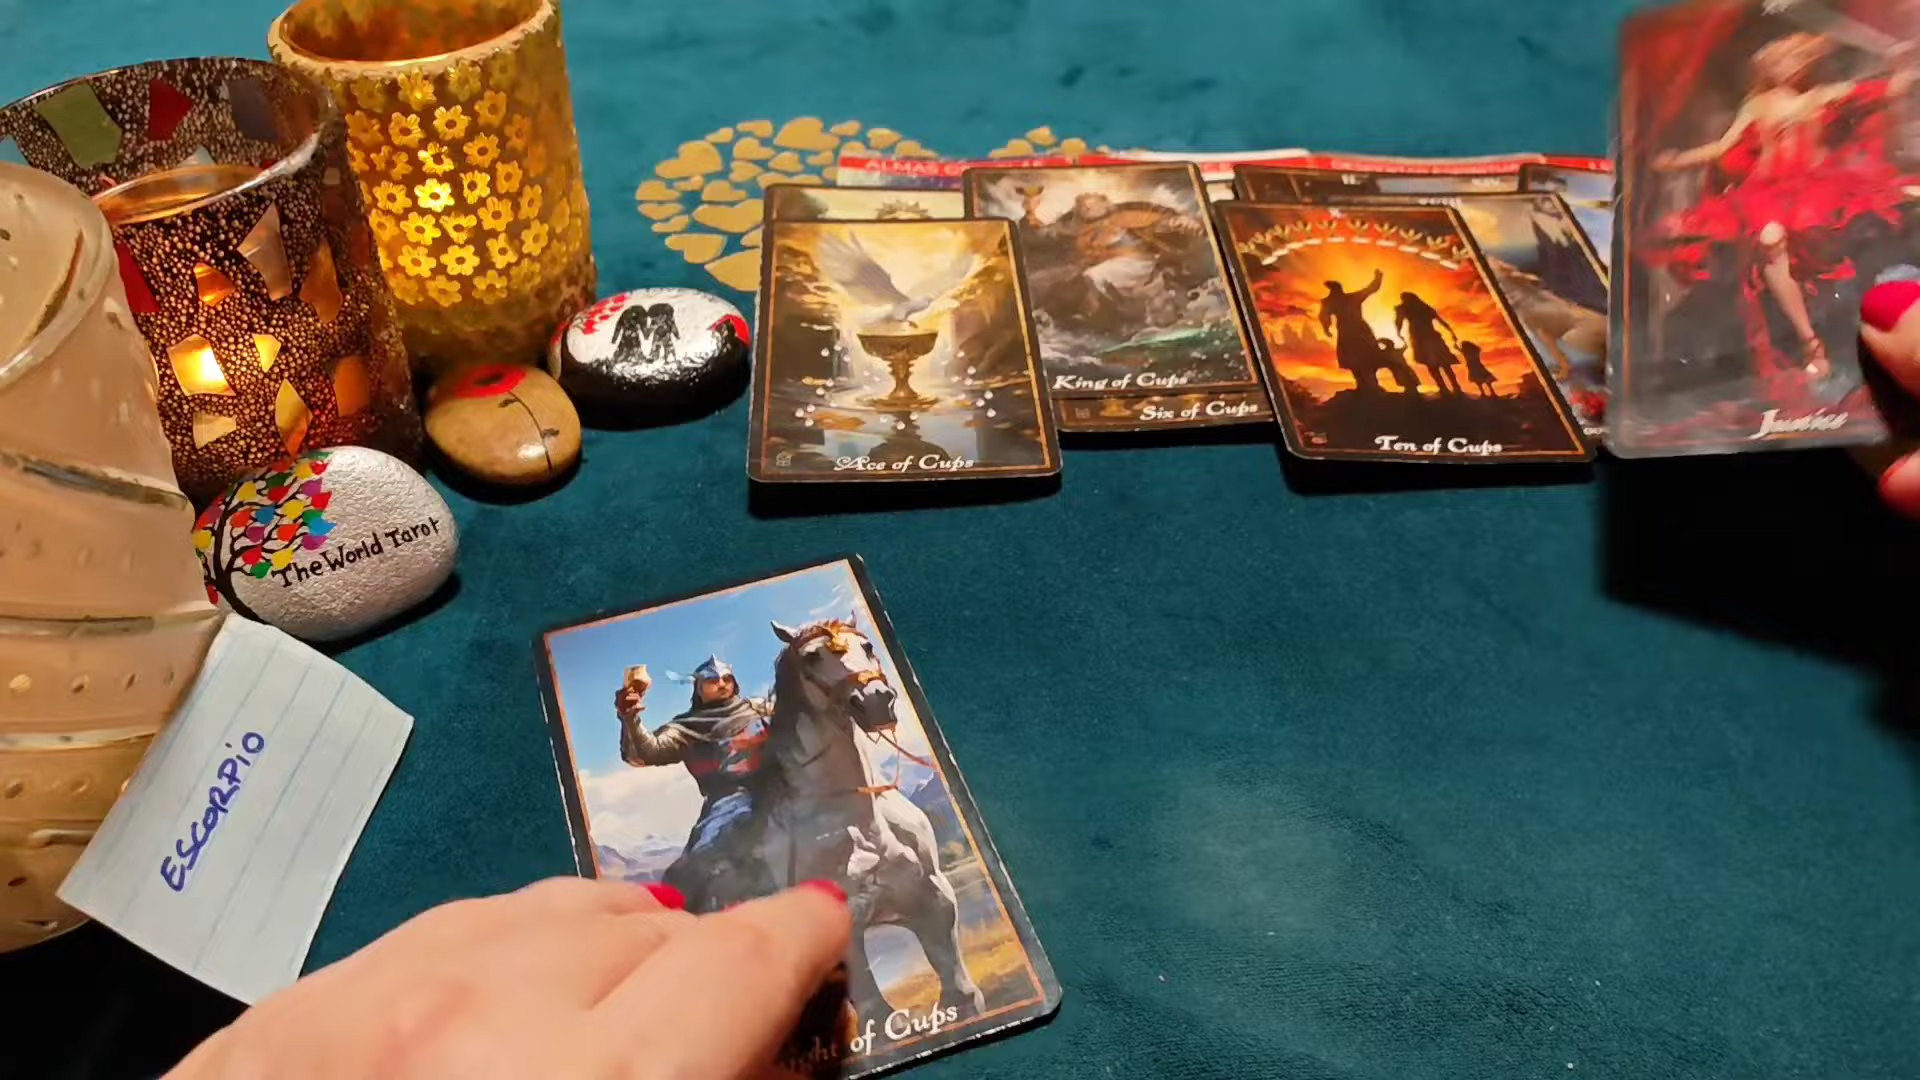 ALMAS
King of Cups
Six of Cups
Ace of Cups
Ten of Cups
Justice
The World Tarot
ESCORPIO
of Cups